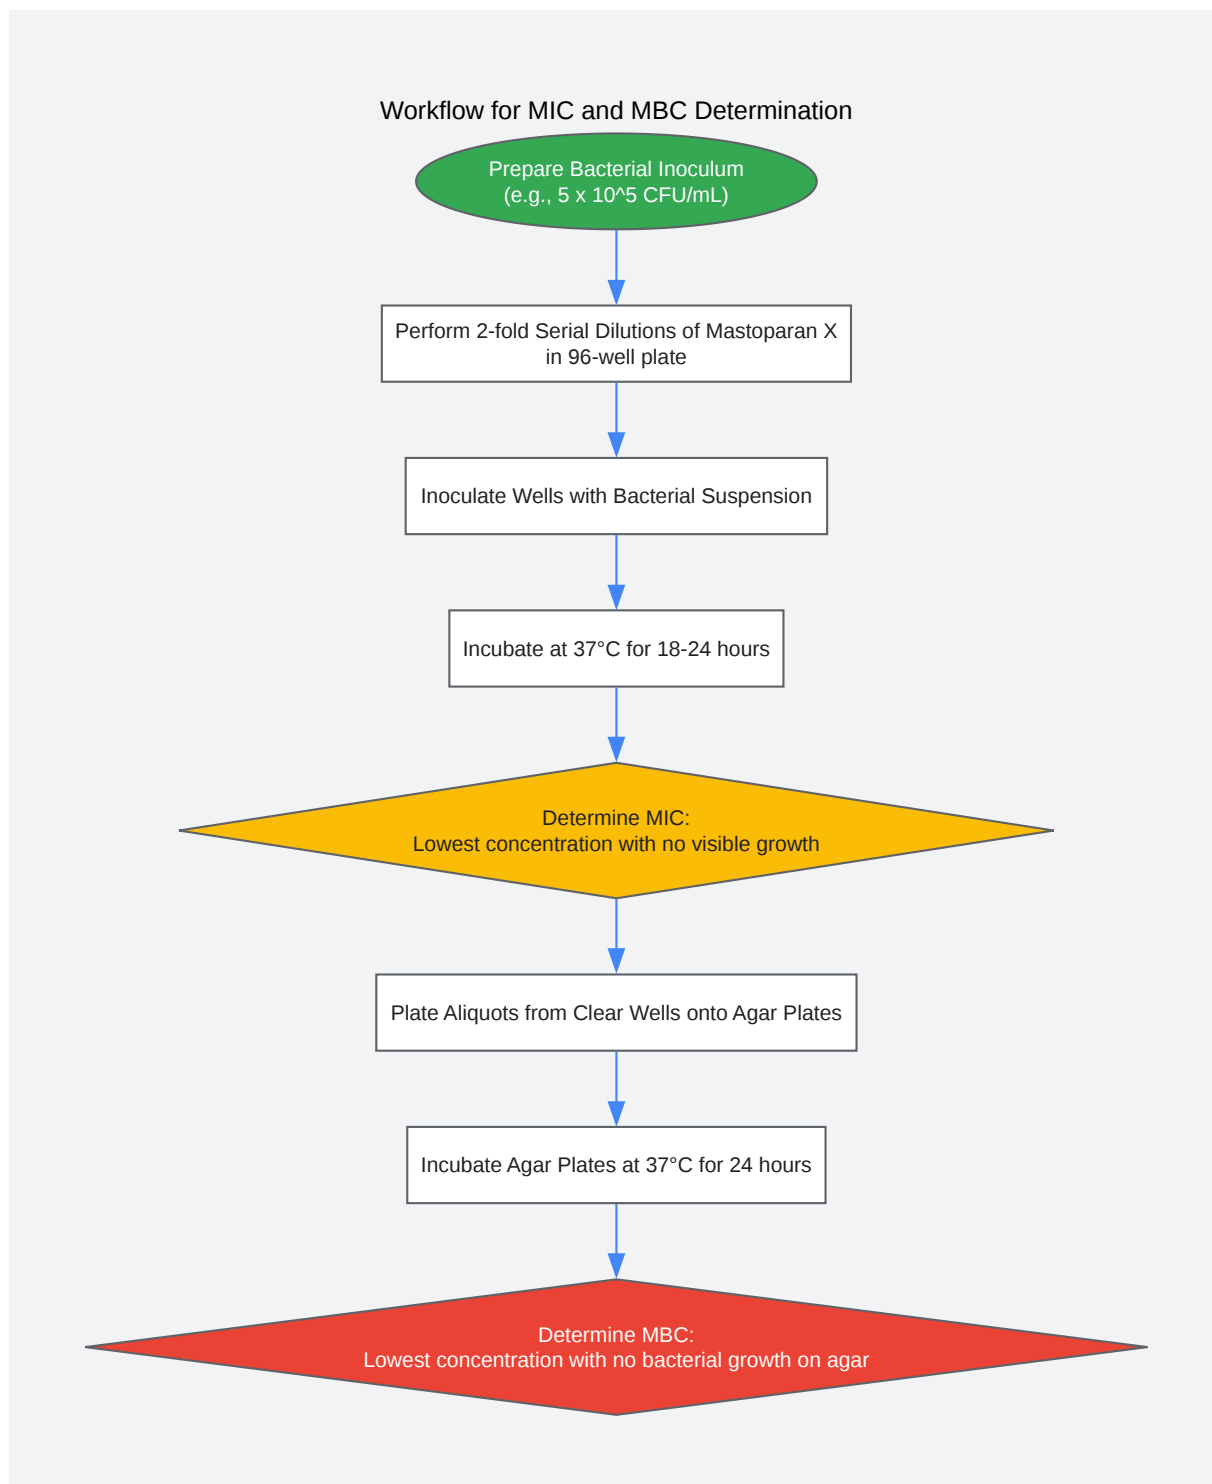 Workflow for MIC and MBC Determination
Prepare Bacterial Inoculum
(e.g., 5 x 10^5 CFU/mL)
Perform 2-fold Serial Dilutions of Mastoparan X
in 96-well plate
Inoculate Wells with Bacterial Suspension
Incubate at 37°C for 18-24 hours
Determine MIC:
Lowest concentration with no visible growth
Plate Aliquots from Clear Wells onto Agar Plates
Incubate Agar Plates at 37°C for 24 hours
Determine MBC:
Lowest concentration with no bacterial growth on agar